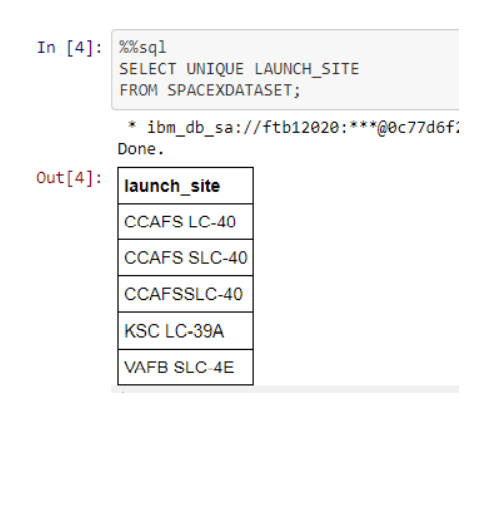 In [4]: %%sql
SELECT UNIQUE LAUNCH_SITE
FROM SPACEXDATASET;
* ibm_db_sa://ftb12020:***@0c77d6f2
Done.
Out[4]: launch_site
CCAFS LC-40
CCAFS SLC-40
CCAFSSLC-40
KSC LC-39A
VAFB SLC-4E